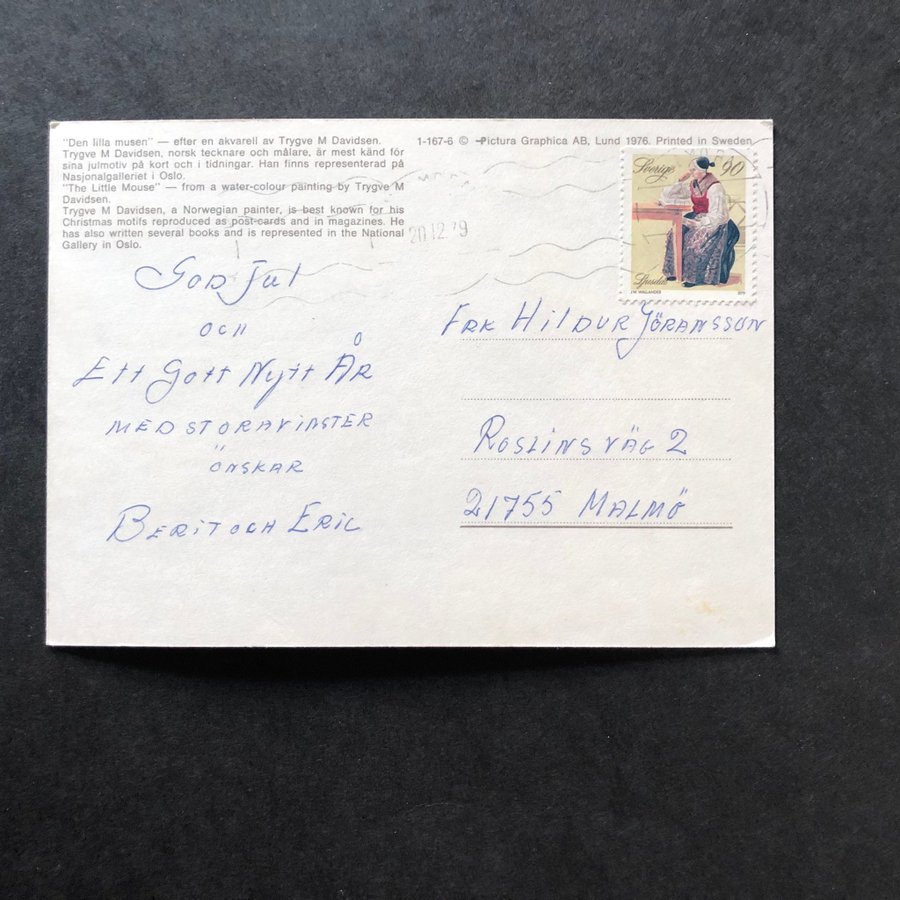 "Den lilla musen" — efter en akvarell av Trygve M Davidsen.
Trygve M Davidsen, norsk tecknare och målare, är mest känd för
sina julmotiv på kort och i tidningar. Han finns representerad på
Nasjonalgalleriet i Oslo.
"The Little Mouse" — from a water-colour painting by Trygve M
Davidsen.
Trygve M Davidsen, a Norwegian painter, is best known for his
Christmas motifs reproduced as post-cards and in magazines. He
has also written several books and is represented in the National
Gallery in Oslo.
1-167-6 © Pictura Graphica AB, Lund 1976. Printed in Sweden
Sverige 90
Ljusdal
20.12.79
GOD Jul
OCH
Ett Gott Nytt ÅR
MED STORA VINSTER
ÖNSKAR
BERIT OCH ERIC
FRK HILDUR JÖRANSSON
ROSLINS VÄG 2
21755 MALMÖ